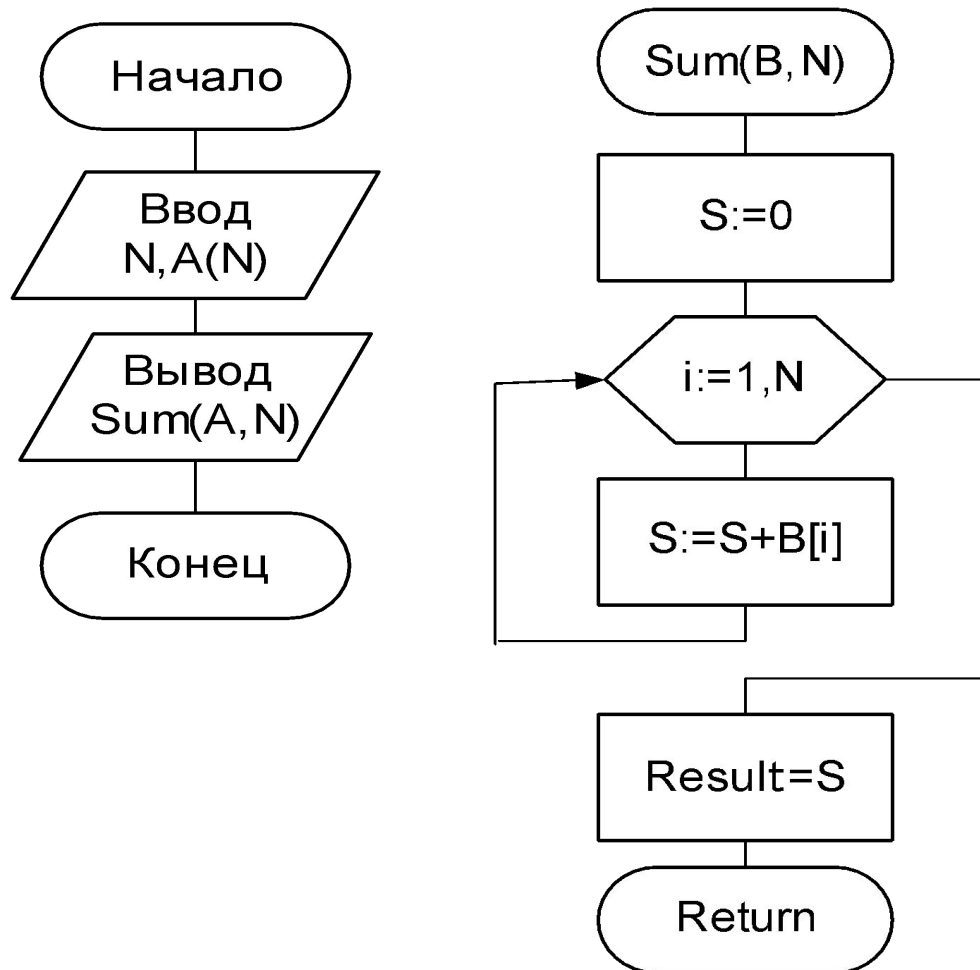 Начало
Ввод
N,A(N)
Вывод
Sum(A,N)
Конец
Sum(B,N)
S:=0
i:=1,N
S:=S+B[i]
Result=S
Return